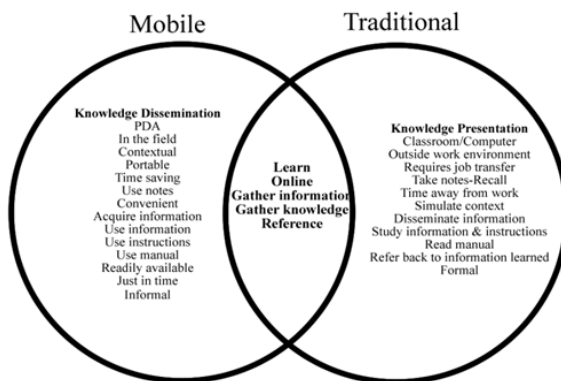 Mobile
Traditional
Knowledge Dissemination
PDA
In the field
Contextual
Portable
Time saving
Use notes
Convenient
Acquire information
Use information
Use instructions
Use manual
Readily available
Just in time
Informal
Learn
Online
Gather information
Gather knowledge
Reference
Knowledge Presentation
Classroom/Computer
Outside work environment
Requires job transfer
Take notes-Recall
Time away from work
Simulate context
Disseminate information
Study information & instructions
Read manual
Refer back to information learned
Formal